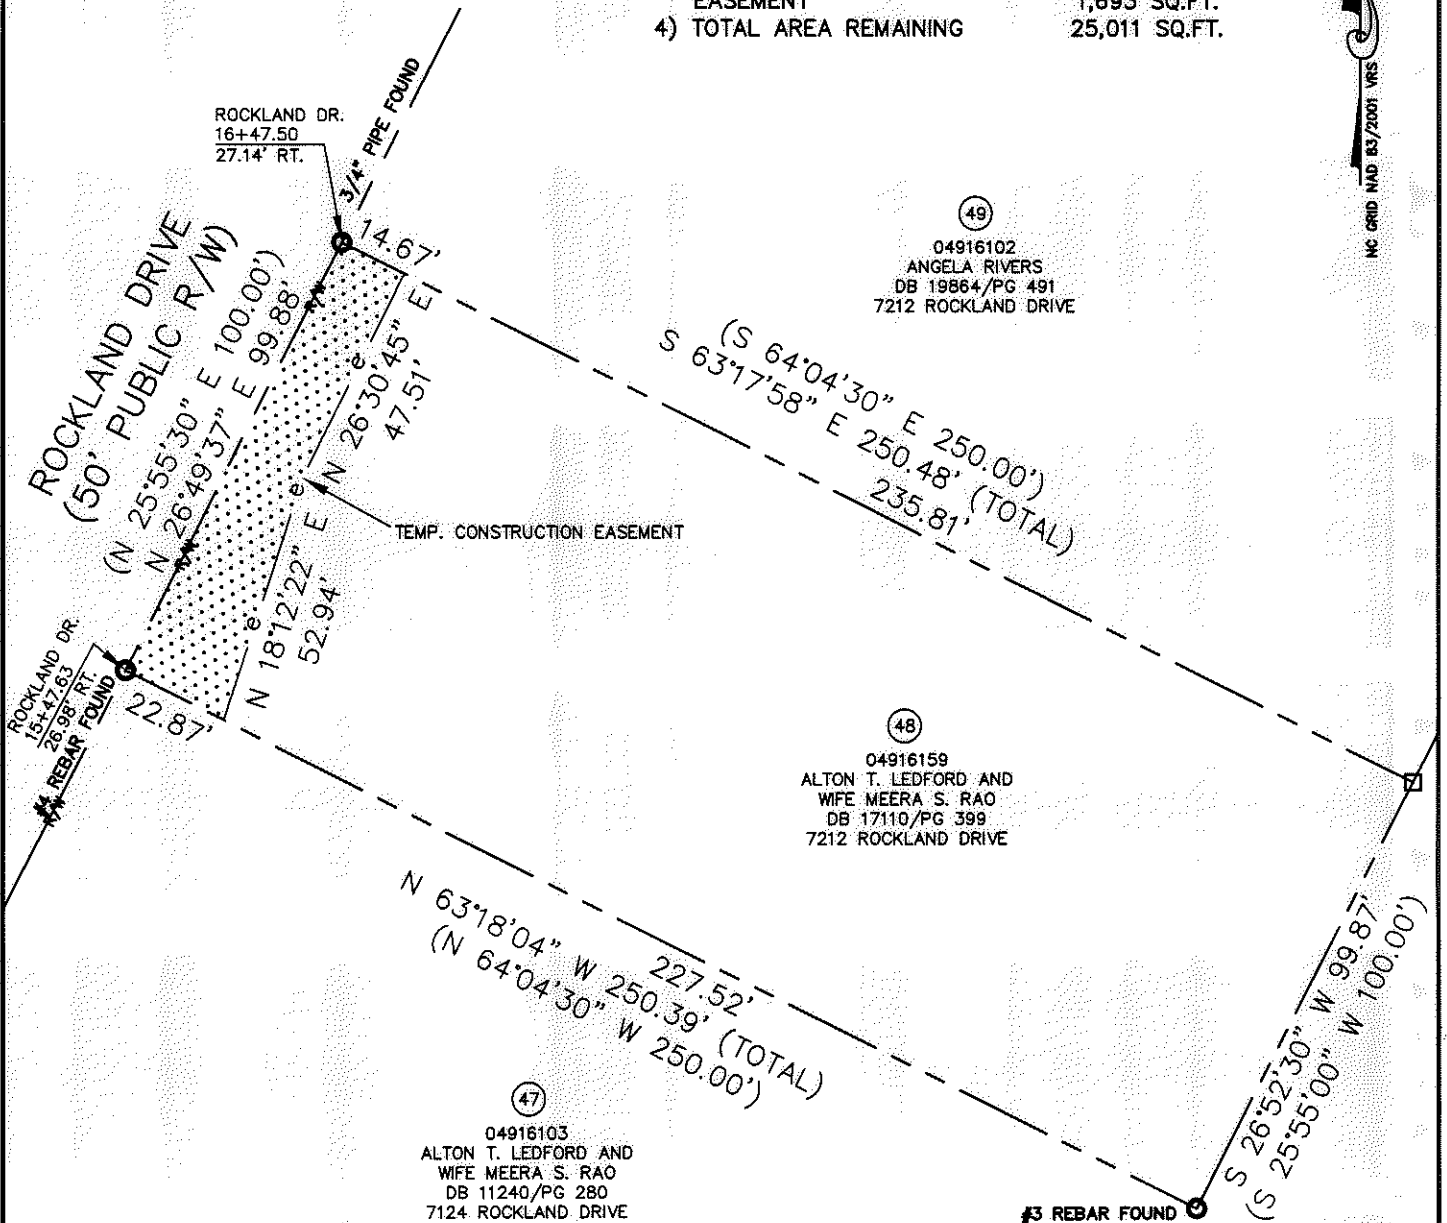 EASEMENT 1,693 SQ.FT.
4) TOTAL AREA REMAINING 25,011 SQ.FT.
NC GRID NAD 83/2001 VRS
3/4" PIPE FOUND
ROCKLAND DR.
16+47.50
27.14' RT.
14.67'
ROCKLAND DRIVE
(50' PUBLIC R/W)
(N 25°55'30" E 100.00')
N 26°49'37" E 99.88'
R/W
R/W
e
e
e
E
N 26°30'45" E
47.51'
N 18°12'22" E
52.94'
TEMP. CONSTRUCTION EASEMENT
49
04916102
ANGELA RIVERS
DB 19864/PG 491
7212 ROCKLAND DRIVE
(S 64°04'30" E 250.00')
S 63°17'58" E 250.48' (TOTAL)
235.81'
ROCKLAND DR.
15+47.63
26.98' RT.
#4 REBAR FOUND
R/W
22.87'
48
04916159
ALTON T. LEDFORD AND
WIFE MEERA S. RAO
DB 17110/PG 399
7212 ROCKLAND DRIVE
227.52'
N 63°18'04" W 250.39' (TOTAL)
(N 64°04'30" W 250.00')
S 26°52'30" W 99.87'
(S 25°55'00" W 100.00')
47
04916103
ALTON T. LEDFORD AND
WIFE MEERA S. RAO
DB 11240/PG 280
7124 ROCKLAND DRIVE
#3 REBAR FOUND